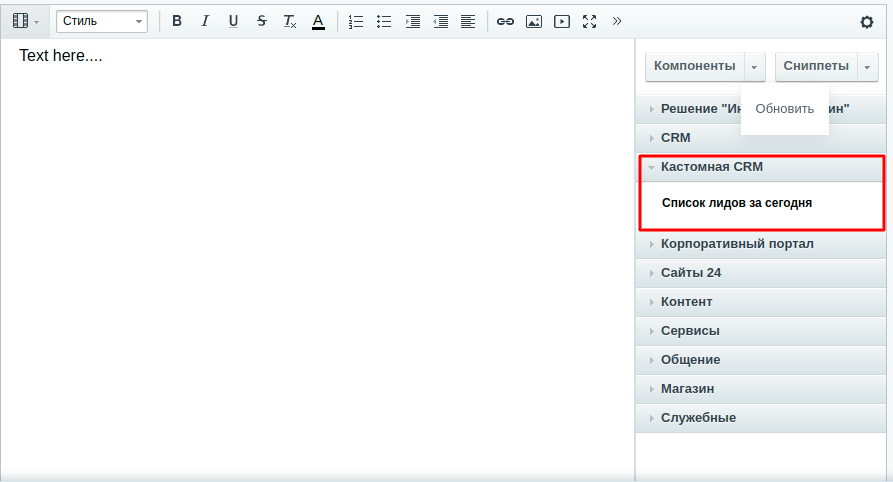 Стиль
B I U S Tx A
Text here....
Компоненты
Сниппеты
Обновить
Решение "Ин ин"
CRM
Кастомная CRM
Список лидов за сегодня
Корпоративный портал
Сайты 24
Контент
Сервисы
Общение
Магазин
Служебные